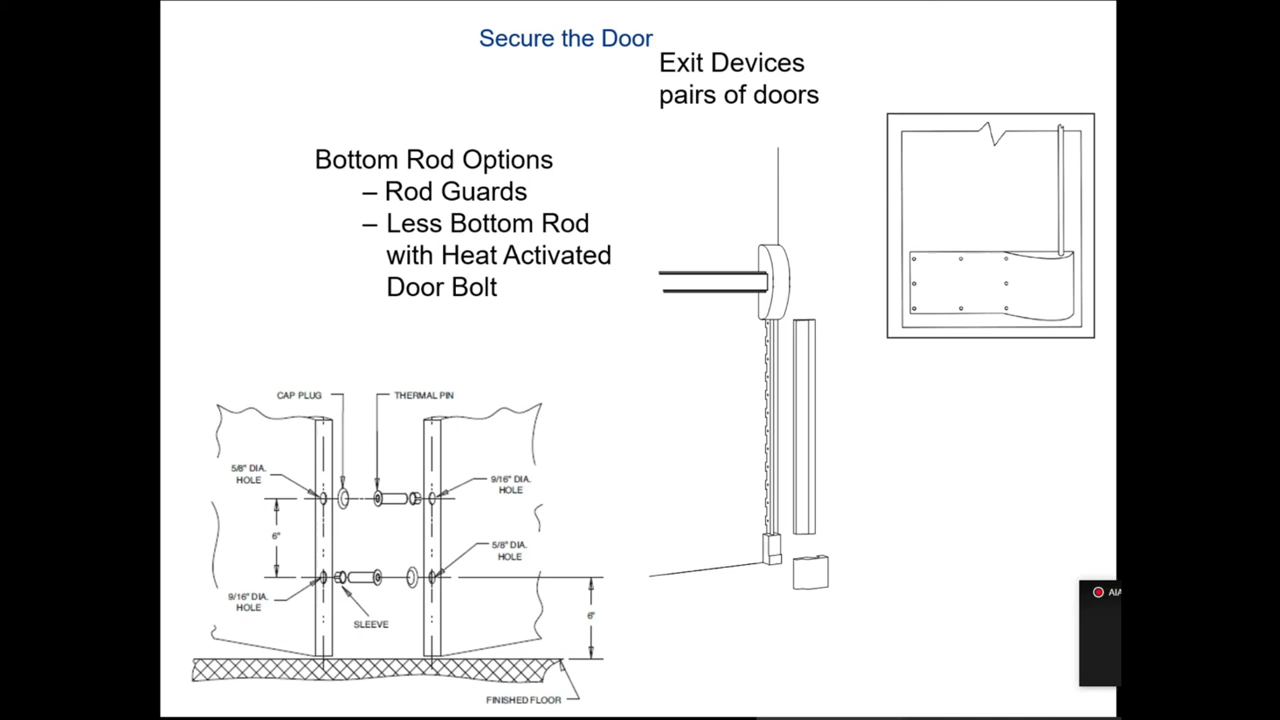 Secure the Door
Exit Devices
pairs of doors
Bottom Rod Options
– Rod Guards
– Less Bottom Rod
with Heat Activated
Door Bolt
CAP PLUG
THERMAL PIN
5/8" DIA.
HOLE
9/16" DIA.
HOLE
6"
5/8" DIA.
HOLE
9/16" DIA.
HOLE
SLEEVE
6"
FINISHED FLOOR